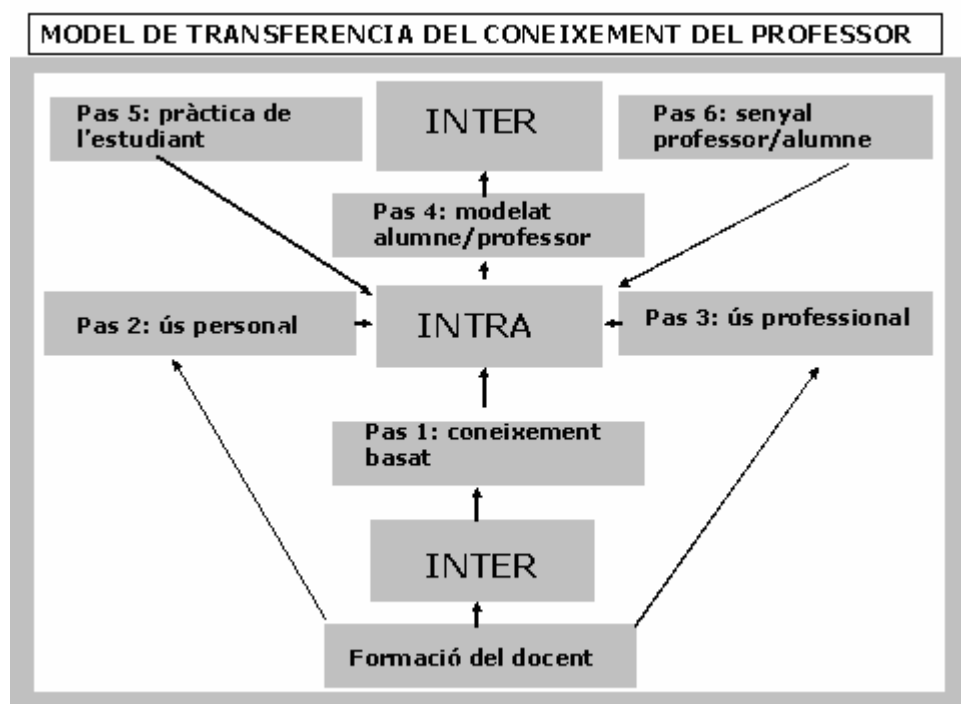 MODEL DE TRANSFERENCIA DEL CONEIXEMENT DEL PROFESSOR
Pas 5: pràctica de
l'estudiant
INTER
Pas 6: senyal
professor/alumne
Pas 4: modelat
alumne/professor
Pas 2: ús personal
INTRA
Pas 3: ús professional
Pas 1: coneixement
basat
INTER
Formació del docent